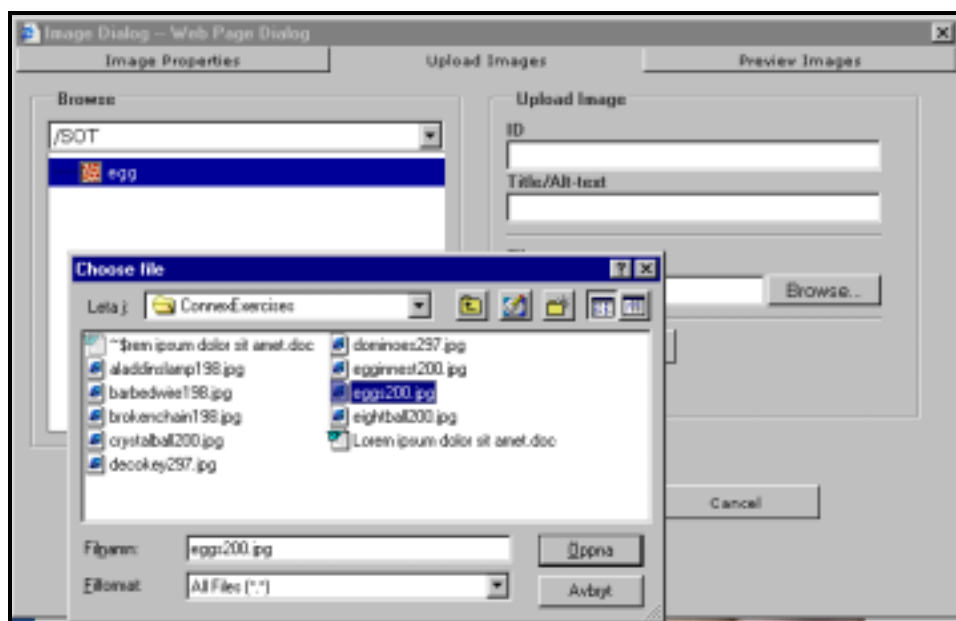 Image Dialog -- Web Page Dialog
Image Properties
Upload Images
Preview Images
Browse
/SOT
egg
Upload Image
ID
Title/Alt-text
Browse...
Cancel
Choose file
Leta i:
ConnexExercises
~$rem ipsum dolor sit amet.doc
aladdinslamp198.jpg
barbedwire198.jpg
brokenchain198.jpg
crystalball200.jpg
decokey297.jpg
dominoes297.jpg
egginnest200.jpg
eggs200.jpg
eightball200.jpg
Lorem ipsum dolor sit amet.doc
Filnamn:
eggs200.jpg
Öppna
Filformat:
All Files (*.*)
Avbryt